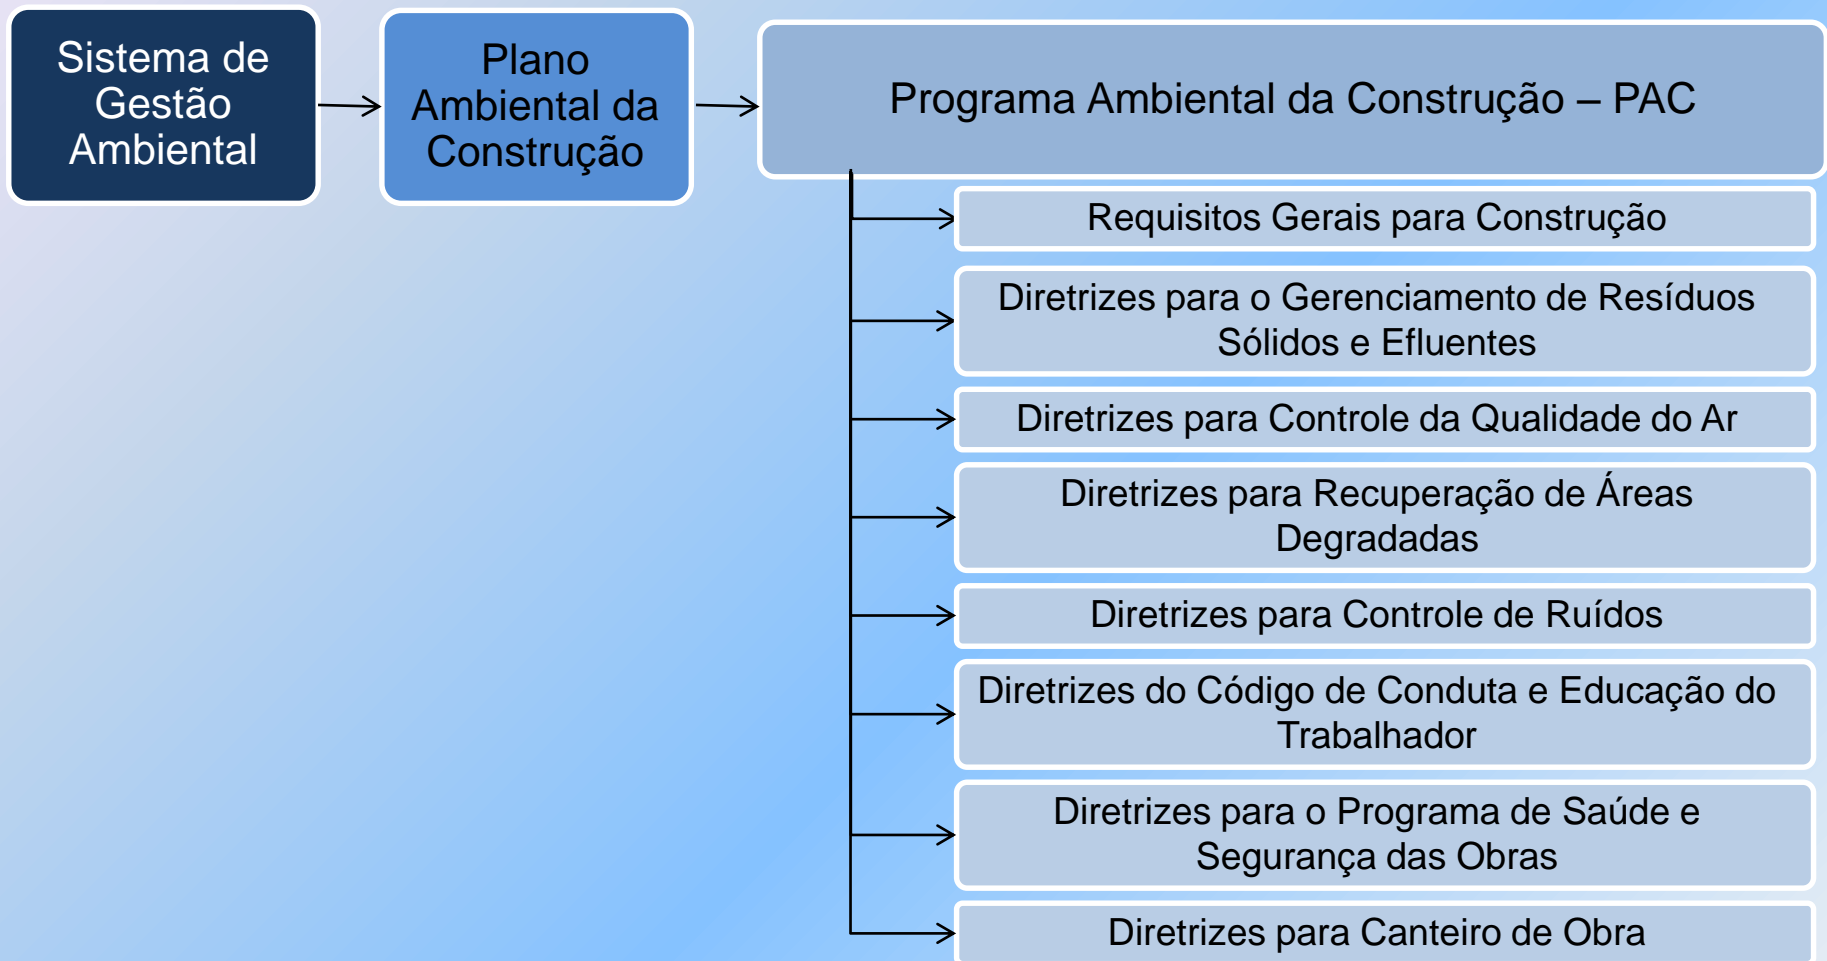 Sistema de
Gestão
Ambiental
Plano
Ambiental da
Construção
Programa Ambiental da Construção – PAC
Requisitos Gerais para Construção
Diretrizes para o Gerenciamento de Resíduos
Sólidos e Efluentes
Diretrizes para Controle da Qualidade do Ar
Diretrizes para Recuperação de Áreas
Degradadas
Diretrizes para Controle de Ruídos
Diretrizes do Código de Conduta e Educação do
Trabalhador
Diretrizes para o Programa de Saúde e
Segurança das Obras
Diretrizes para Canteiro de Obra